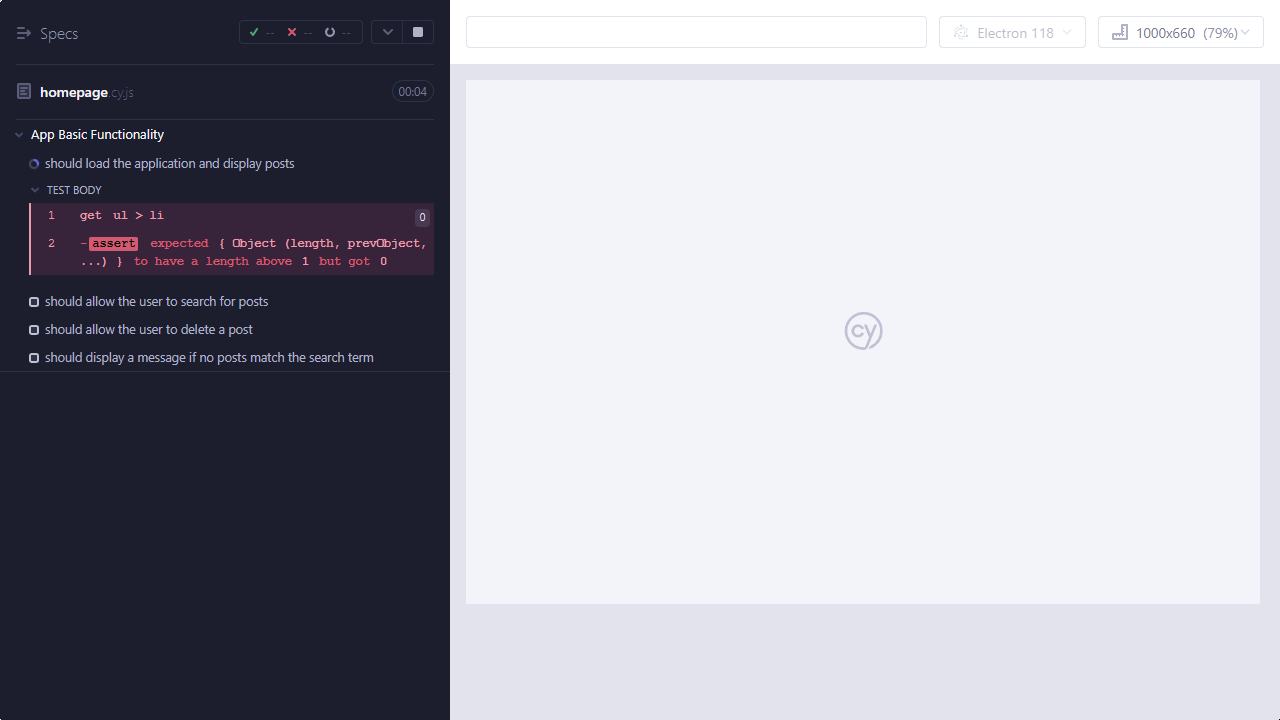 Specs
-- -- --
homepage.cy.js 00:04
App Basic Functionality
should load the application and display posts
TEST BODY
1 get ul > li 0
2 -assert expected { Object (length, prevObject,
...) } to have a length above 1 but got 0
should allow the user to search for posts
should allow the user to delete a post
should display a message if no posts match the search term
Electron 118
1000x660 (79%)
cy